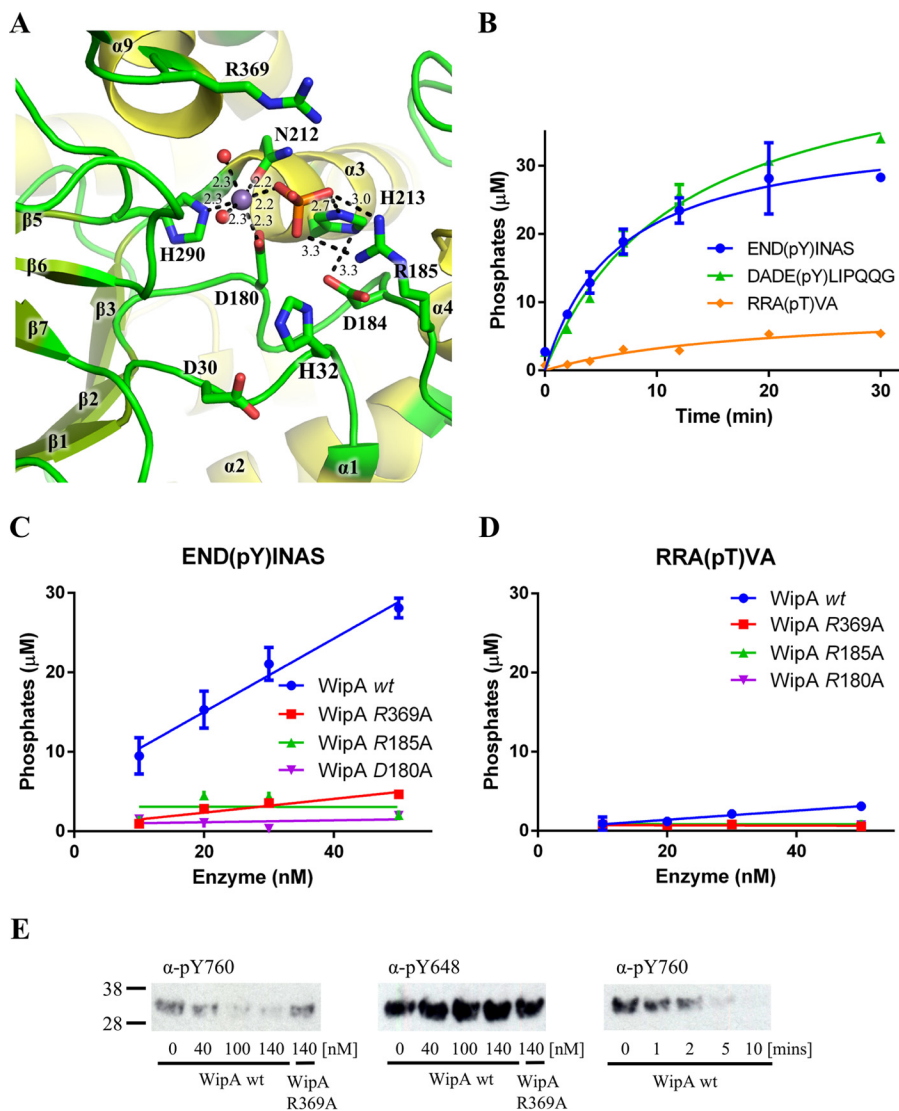 A
α9
R369
N212
α3
2.3
2.2
2.3
2.2
2.7
3.0
H213
2.3
2.3
β5
3.3
3.3
H290
R185
β6
D180
β3
D184
α4
β7
D30
H32
β2
β1
α2
α1
B
Phosphates (μM)
30
20
10
0
END(pY)INAS
DADE(pY)LIPQQG
RRA(pT)VA
0
10
20
30
Time (min)
C
END(pY)INAS
Phosphates (μM)
30
20
10
0
WipA wt
WipA R369A
WipA R185A
WipA D180A
0
20
40
Enzyme (nM)
D
RRA(pT)VA
Phosphates (μM)
30
20
10
0
WipA wt
WipA R369A
WipA R185A
WipA R180A
0
20
40
Enzyme (nM)
E
α-pY760
38
28
0 40 100 140 140 [nM]
WipA wt
WipA
R369A
α-pY648
0 40 100 140 140 [nM]
WipA wt
WipA
R369A
α-pY760
0 1 2 5 10 [mins]
WipA wt